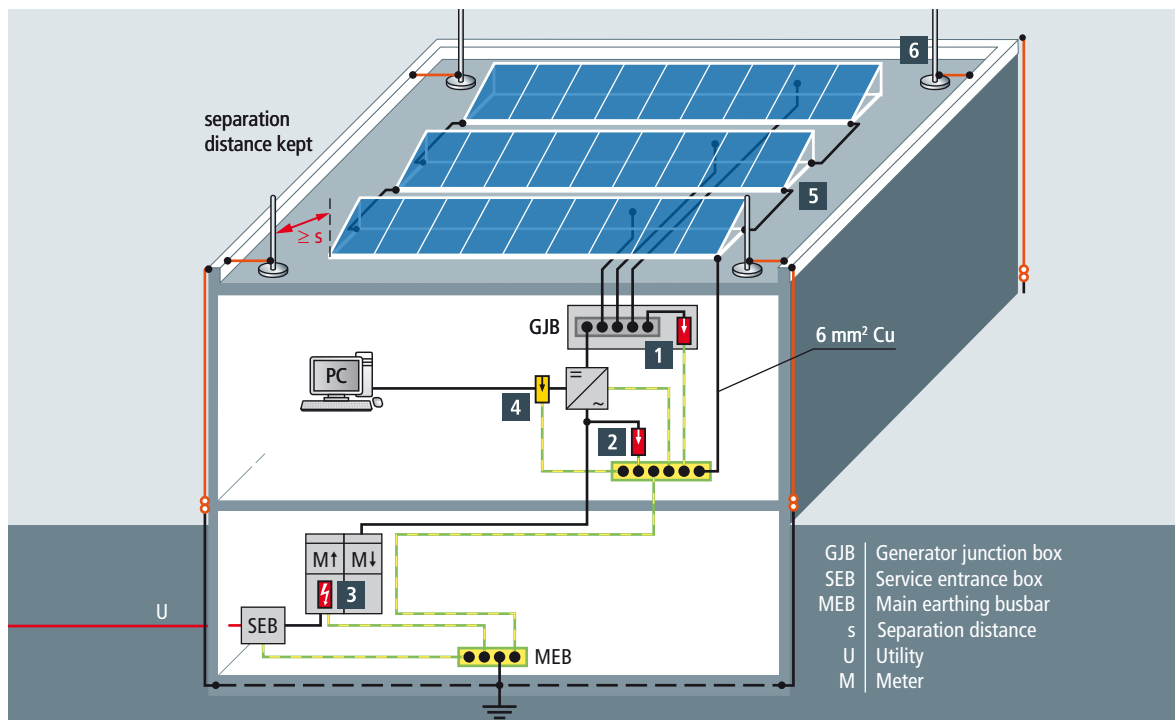 6
separation
distance kept
5
≥ s
GJB
1
6 mm² Cu
PC
=
~
4
2
M↑ M↓
3
U
SEB
MEB
GJB Generator junction box
SEB Service entrance box
MEB Main earthing busbar
s Separation distance
U Utility
M Meter